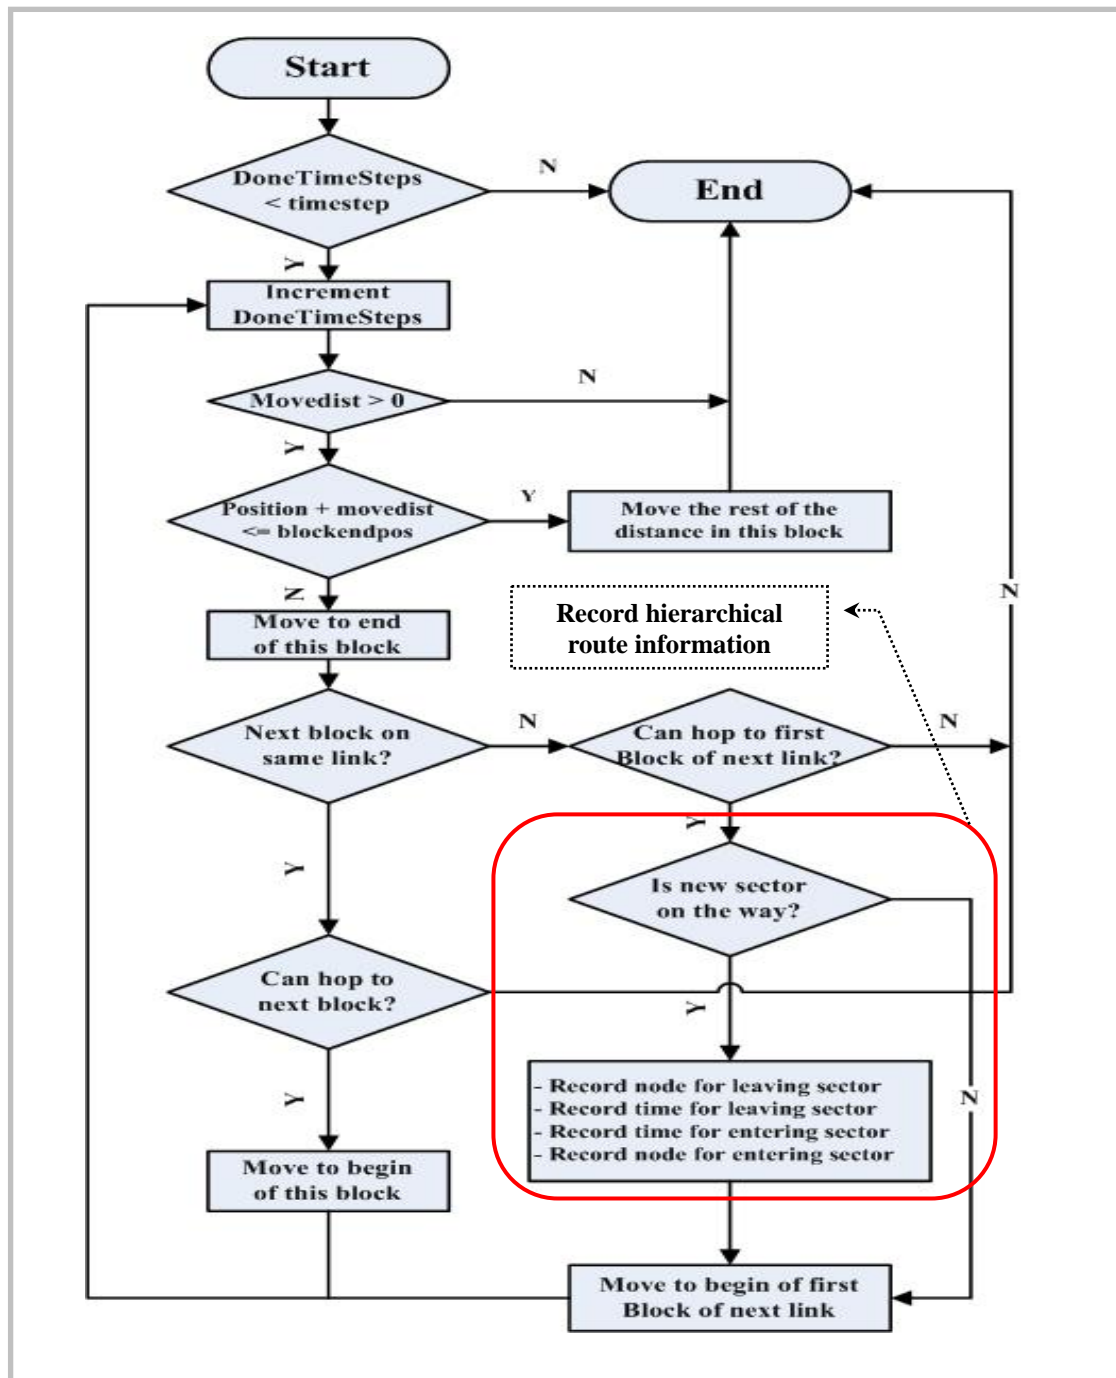 Start
DoneTimeSteps
< timestep
N
End
Y
Increment
DoneTimeSteps
Movedist > 0
N
Y
Position + movedist
<= blockendpos
Y
Move the rest of the
distance in this block
N
Move to end
of this block
Record hierarchical
route information
N
Next block on
same link?
N
Can hop to first
Block of next link?
N
Y
Y
Is new sector
on the way?
Can hop to
next block?
Y
- Record node for leaving sector
- Record time for leaving sector
- Record time for entering sector
- Record node for entering sector
N
Y
Move to begin
of this block
Move to begin of first
Block of next link